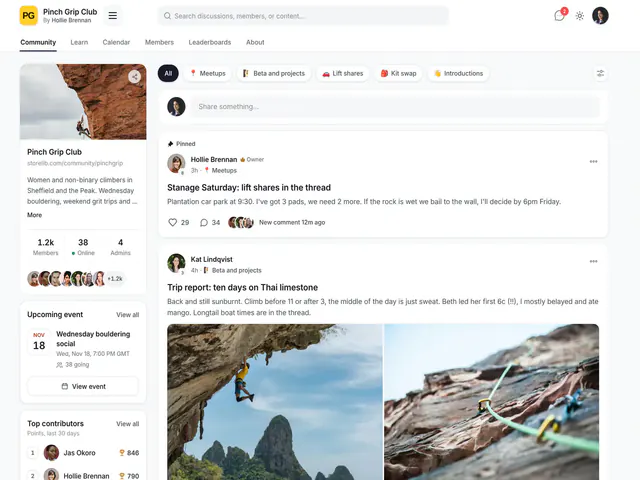 PG
Pinch Grip Club
By Hollie Brennan
Search discussions, members, or content...
2
Community
Learn
Calendar
Members
Leaderboards
About
Pinch Grip Club
storelib.com/community/pinchgrip
Women and non-binary climbers in
Sheffield and the Peak. Wednesday
bouldering, weekend grit trips and ...
More
1.2k
Members
38
Online
4
Admins
+1.2k
Upcoming event
View all
NOV
18
Wednesday bouldering
social
Wed, Nov 18, 7:00 PM GMT
38 going
View event
Top contributors
View all
Points, last 30 days
1
Jas Okoro
846
2
Hollie Brennan
790
All
Meetups
Beta and projects
Lift shares
Kit swap
Introductions
Share something...
Pinned
Hollie Brennan
Owner
3h · Meetups
Stanage Saturday: lift shares in the thread
Plantation car park at 9:30. I've got 3 pads, we need 2 more. If the rock is wet we bail to the wall, I'll decide by 6pm Friday.
29
34
New comment 12m ago
Kat Lindqvist
4h · Beta and projects
Trip report: ten days on Thai limestone
Back and still sunburnt. Climb before 11 or after 3, the middle of the day is just sweat. Beth led her first 6c (!!), I mostly belayed and ate
mango. Longtail boat times are in the thread.